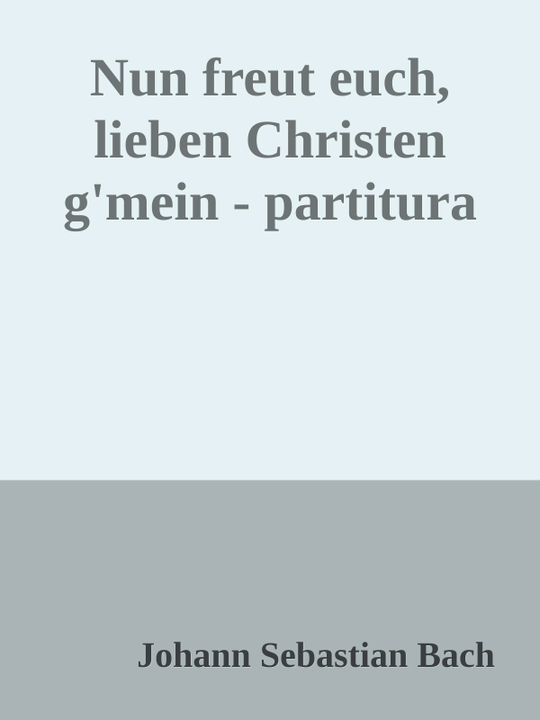 Nun freut euch,
lieben Christen
g'mein - partitura
Johann Sebastian Bach